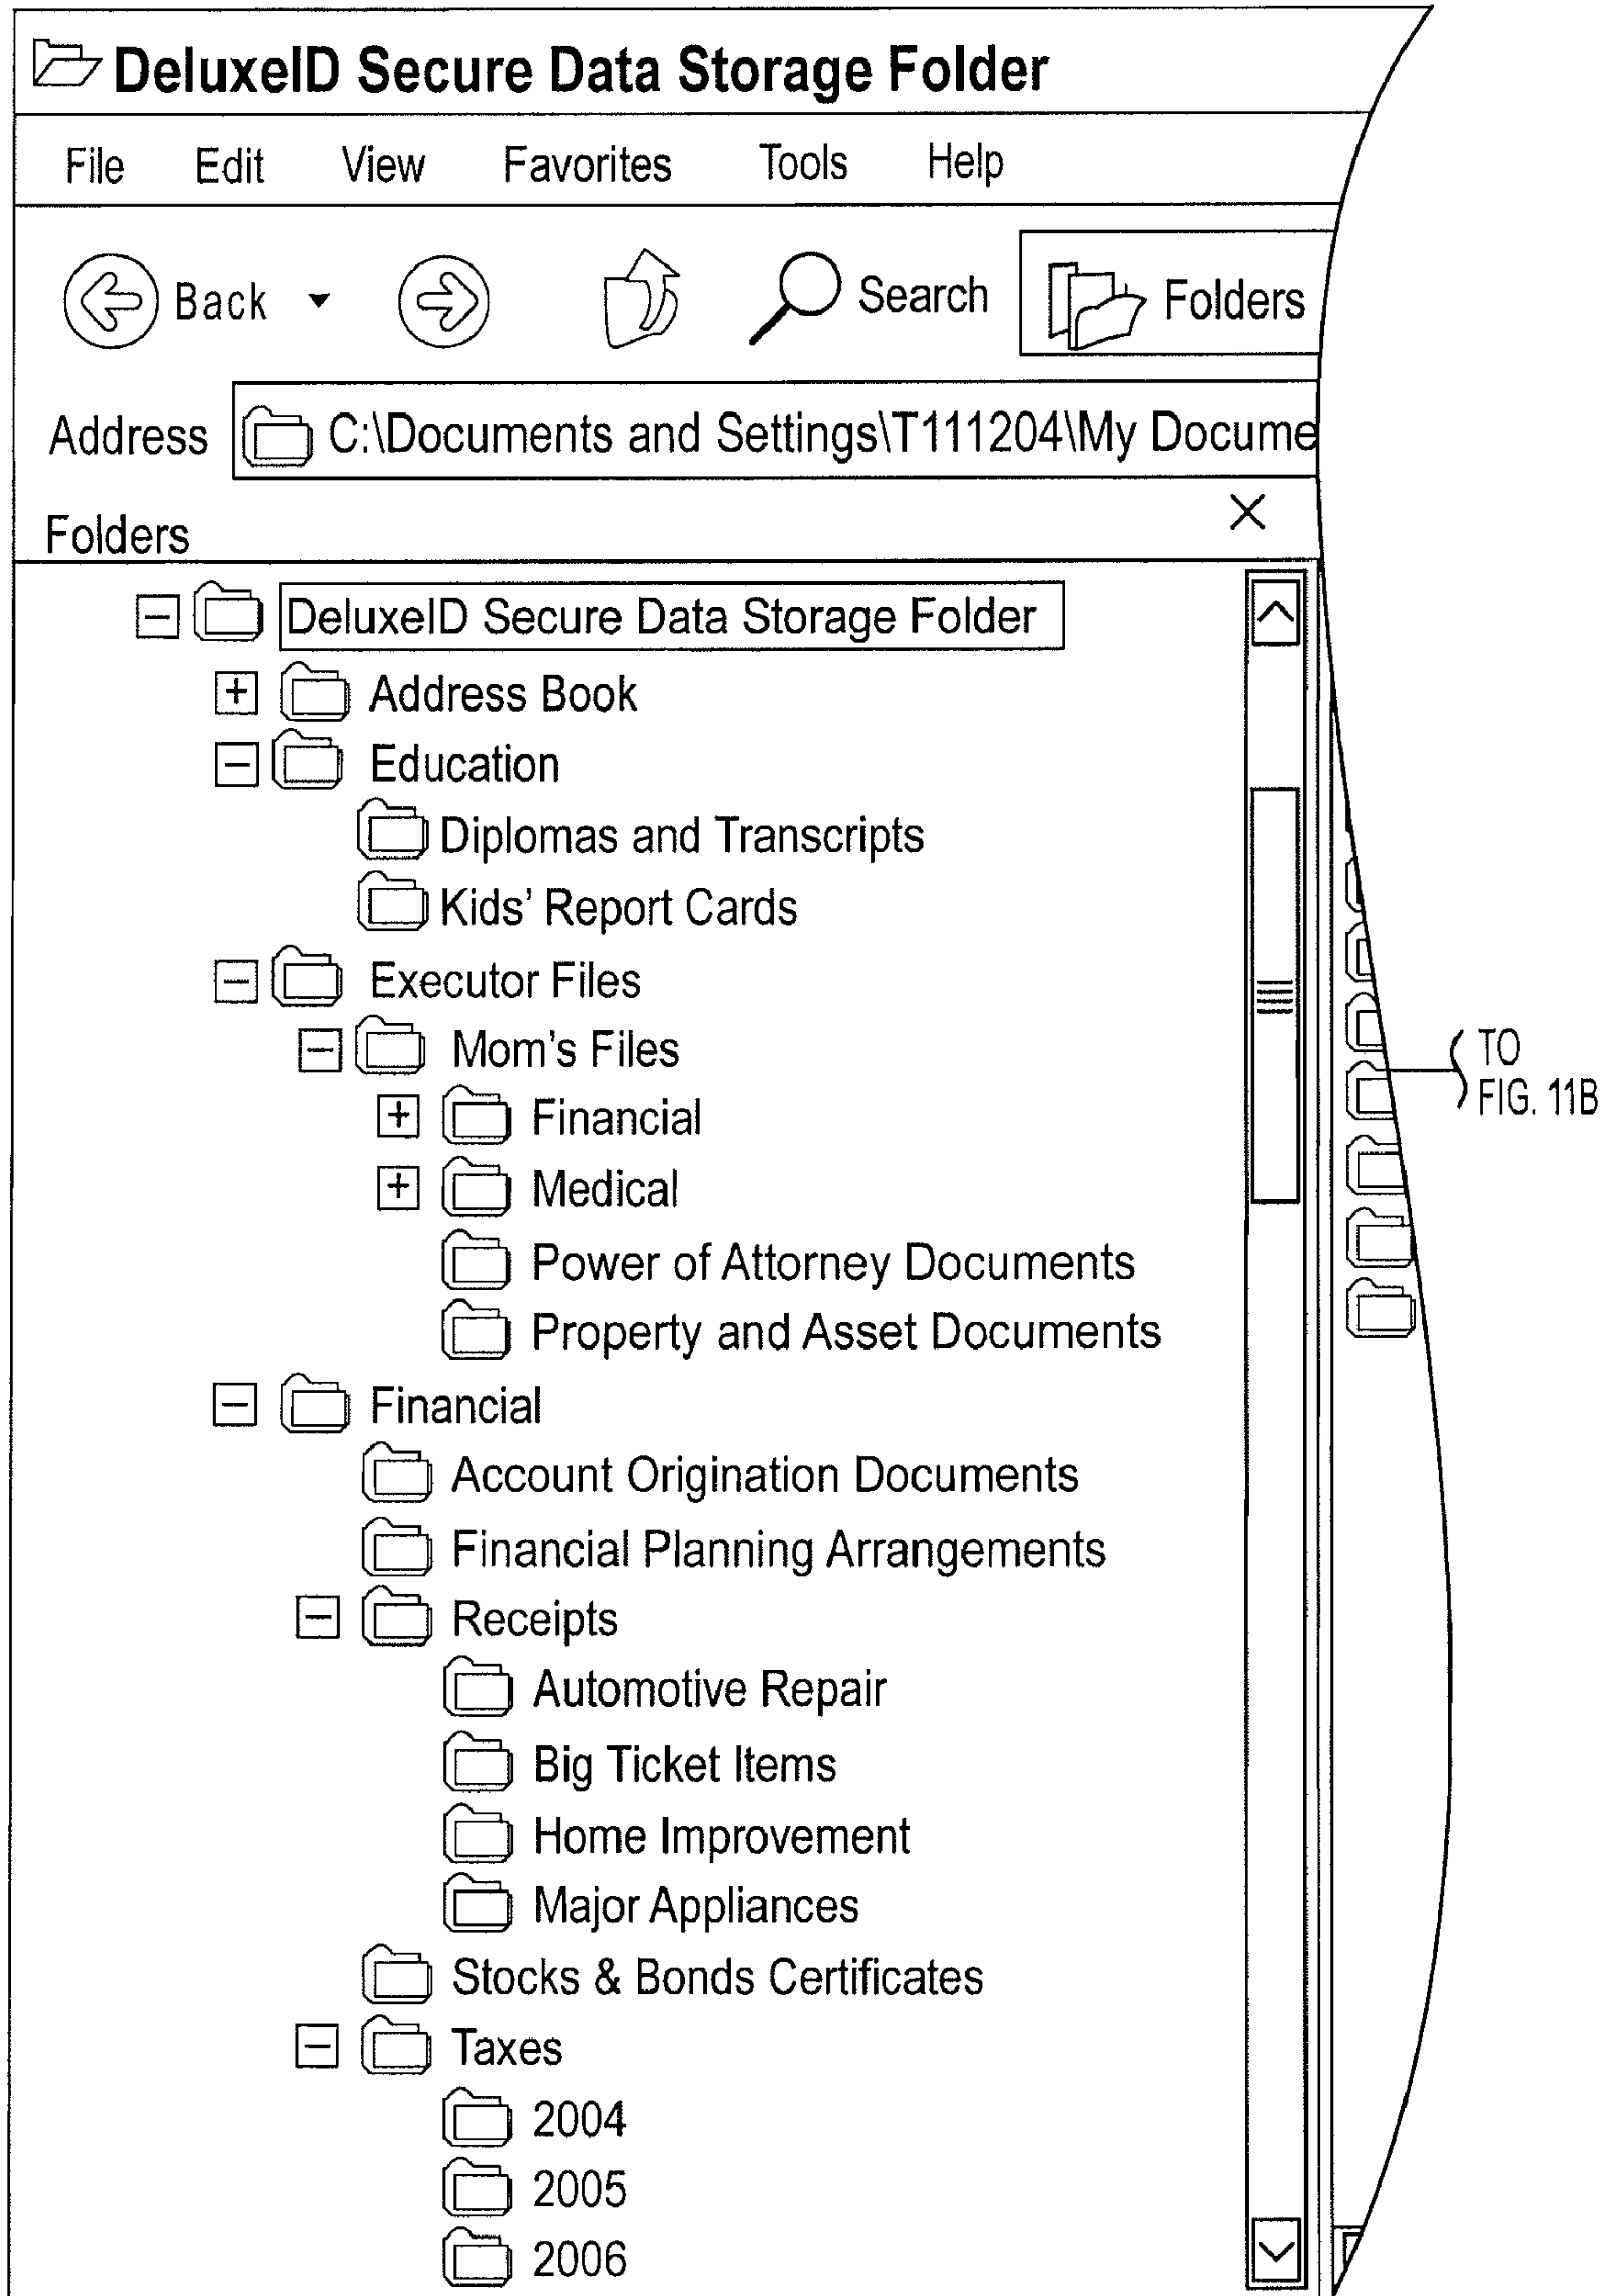 DeluxeID Secure Data Storage Folder
File Edit View Favorites Tools Help
Back Search Folders
Address C:\Documents and Settings\T111204\My Docume
Folders
DeluxeID Secure Data Storage Folder
Address Book
Education
Diplomas and Transcripts
Kids' Report Cards
Executor Files
Mom's Files
Financial
Medical
Power of Attorney Documents
Property and Asset Documents
Financial
Account Origination Documents
Financial Planning Arrangements
Receipts
Automotive Repair
Big Ticket Items
Home Improvement
Major Appliances
Stocks & Bonds Certificates
Taxes
2004
2005
2006
TO
FIG. 11B